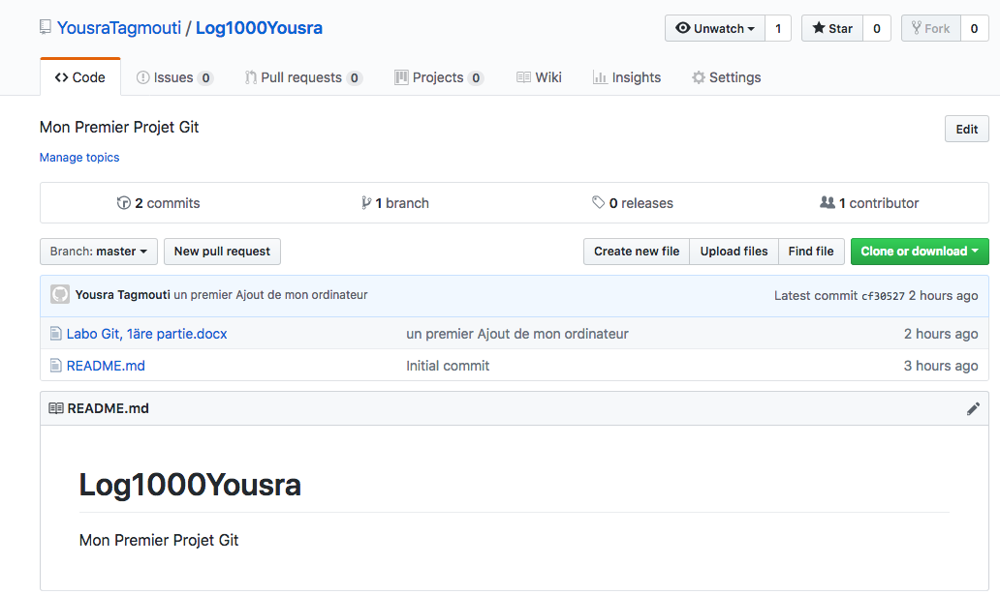 YousraTagmouti / Log1000Yousra
Unwatch 1 Star 0 Fork 0
Code Issues 0 Pull requests 0 Projects 0 Wiki Insights Settings
Mon Premier Projet Git
Edit
Manage topics
2 commits 1 branch 0 releases 1 contributor
Branch: master New pull request Create new file Upload files Find file Clone or download
Yousra Tagmouti un premier Ajout de mon ordinateur Latest commit cf30527 2 hours ago
Labo Git, 1äre partie.docx un premier Ajout de mon ordinateur 2 hours ago
README.md Initial commit 3 hours ago
README.md
Log1000Yousra
Mon Premier Projet Git